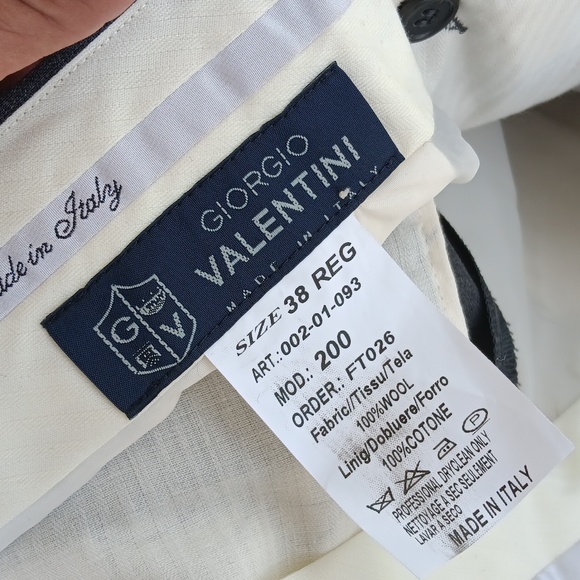 Made in Italy
GIORGIO
VALENTINI
MADE IN ITALY
G V
SIZE 38 REG
ART.: 002-01-093
MOD.: 200
ORDER.: FT026
Fabric/Tissu/Tela
100%WOOL
Linig/Dobluere/Forro
100%COTONE
P
PROFESSIONAL DRYCLEAN ONLY
NETTOYAGE A SEC SEULEMENT
LAVAR A SECO
MADE IN ITALY